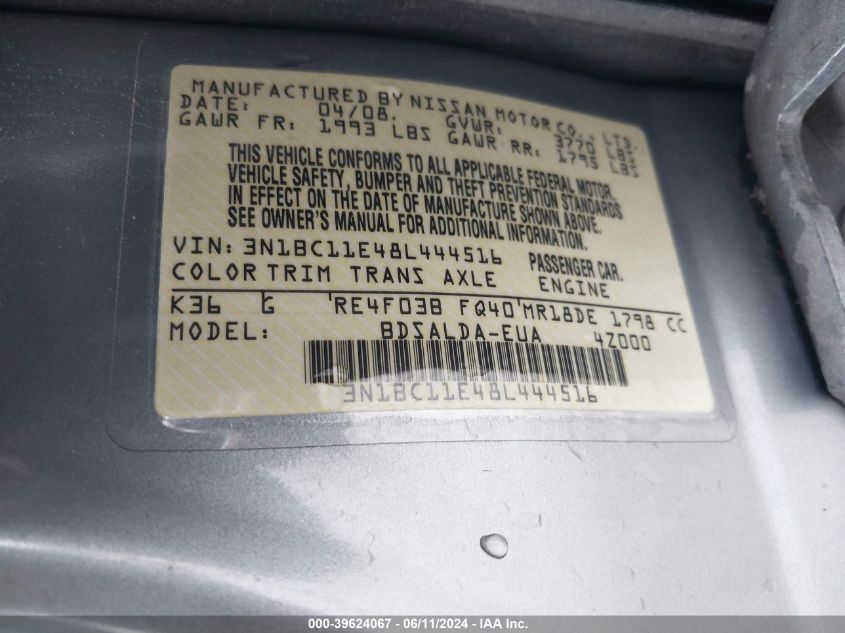 MANUFACTURED BY NISSAN MOTOR CO., LTD.
DATE: 04/08. GVWR: 3770 LBS
GAWR FR: 1993 LBS GAWR RR: 1795 LBS
THIS VEHICLE CONFORMS TO ALL APPLICABLE FEDERAL MOTOR
VEHICLE SAFETY, BUMPER AND THEFT PREVENTION STANDARDS
IN EFFECT ON THE DATE OF MANUFACTURE SHOWN ABOVE.
SEE OWNER'S MANUAL FOR ADDITIONAL INFORMATION.
VIN: 3N1BC11E48L444516 PASSENGER CAR.
COLOR TRIM TRANS AXLE ENGINE
K36 G RE4F03B FQ40 MR18DE 1798 CC
MODEL: BDSALDA-EUA 4Z000
3N1BC11E48L444516
000-39624067 - 06/11/2024 - IAA Inc.